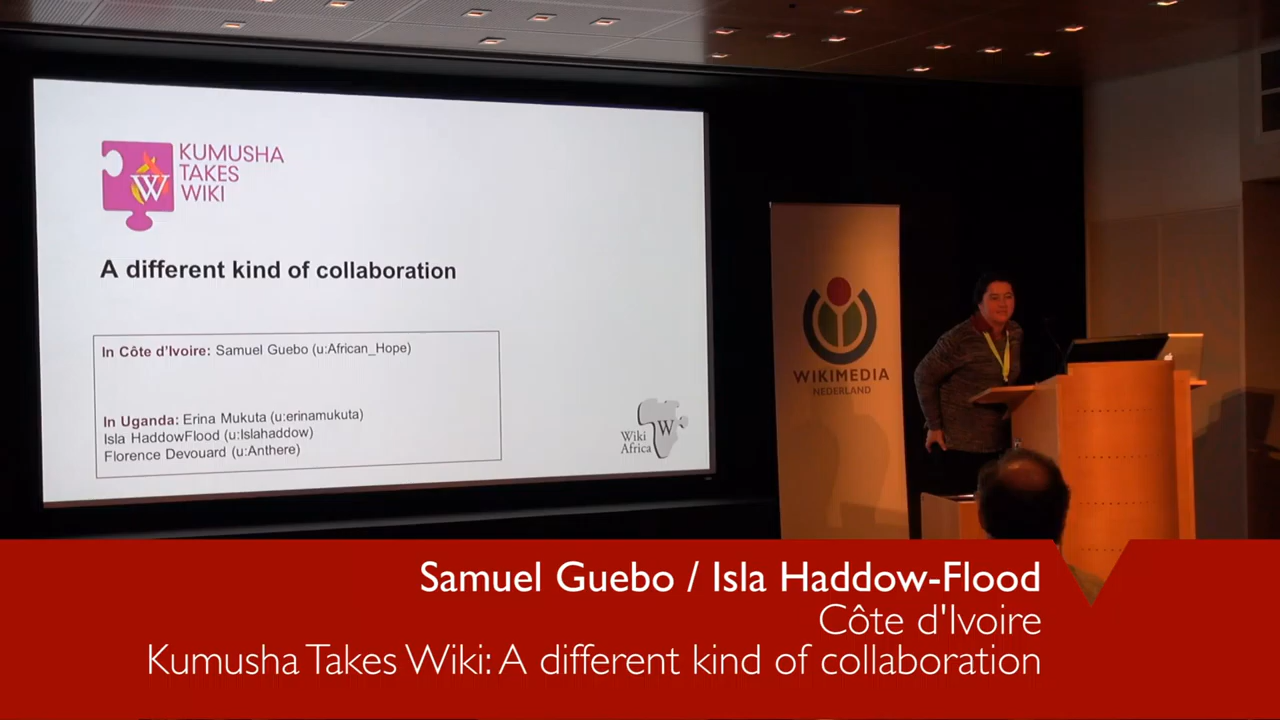 KUMUSHA
TAKES
WIKI
W
A different kind of collaboration
In Côte d'Ivoire: Samuel Guebo (u:African_Hope)
In Uganda: Erina Mukuta (u:erinamukuta)
Isla HaddowFlood (u:Islahaddow)
Florence Devouard (u:Anthere)
Wiki
Africa
W
WIKIMEDIA
NEDERLAND
Samuel Guebo / Isla Haddow-Flood
Côte d'Ivoire
Kumusha Takes Wiki: A different kind of collaboration